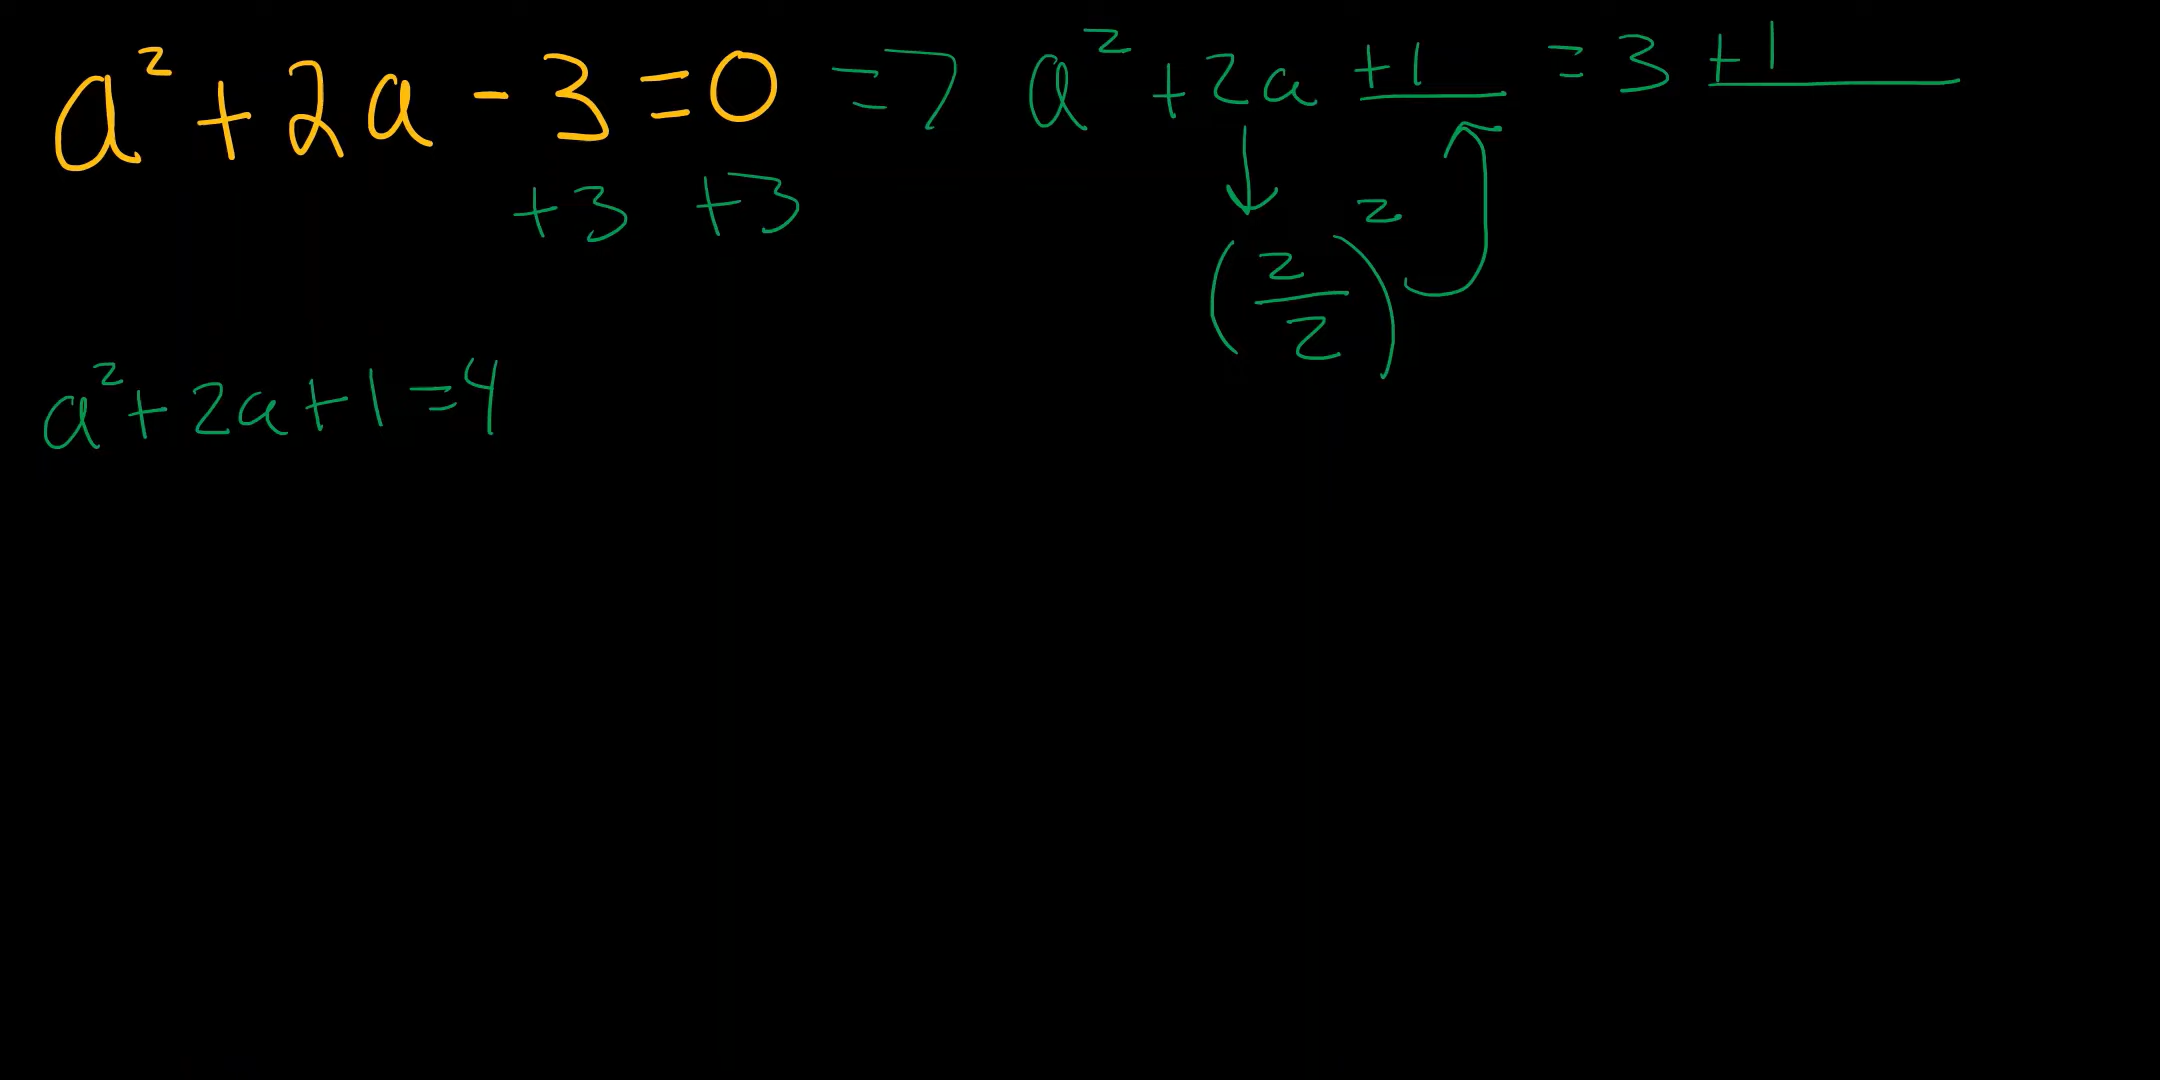 a² + 2a - 3 = 0 => a² + 2a +1 = 3 +1
+3 +3
(2/2)²
a² + 2a + 1 = 4